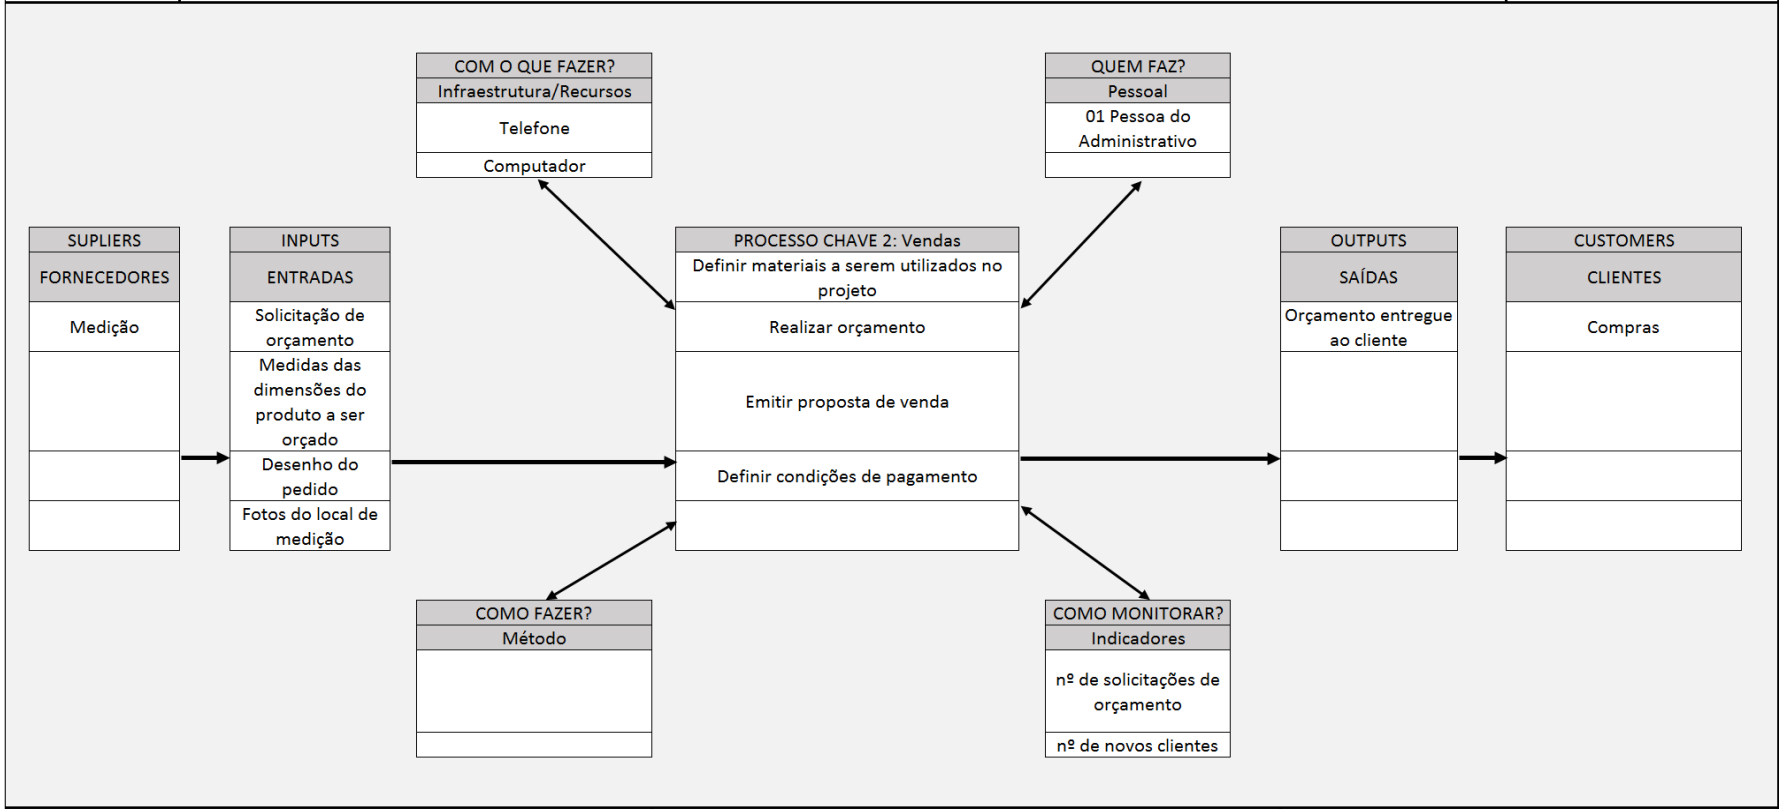 COM O QUE FAZER?
Infraestrutura/Recursos
Telefone
Computador
QUEM FAZ?
Pessoal
01 Pessoa do
Administrativo
SUPLIERS
FORNECEDORES
Medição
INPUTS
ENTRADAS
Solicitação de
orçamento
Medidas das
dimensões do
produto a ser
orçado
Desenho do
pedido
Fotos do local de
medição
PROCESSO CHAVE 2: Vendas
Definir materiais a serem utilizados no
projeto
Realizar orçamento
Emitir proposta de venda
Definir condições de pagamento
OUTPUTS
SAÍDAS
Orçamento entregue
ao cliente
CUSTOMERS
CLIENTES
Compras
COMO FAZER?
Método
COMO MONITORAR?
Indicadores
nº de solicitações de
orçamento
nº de novos clientes